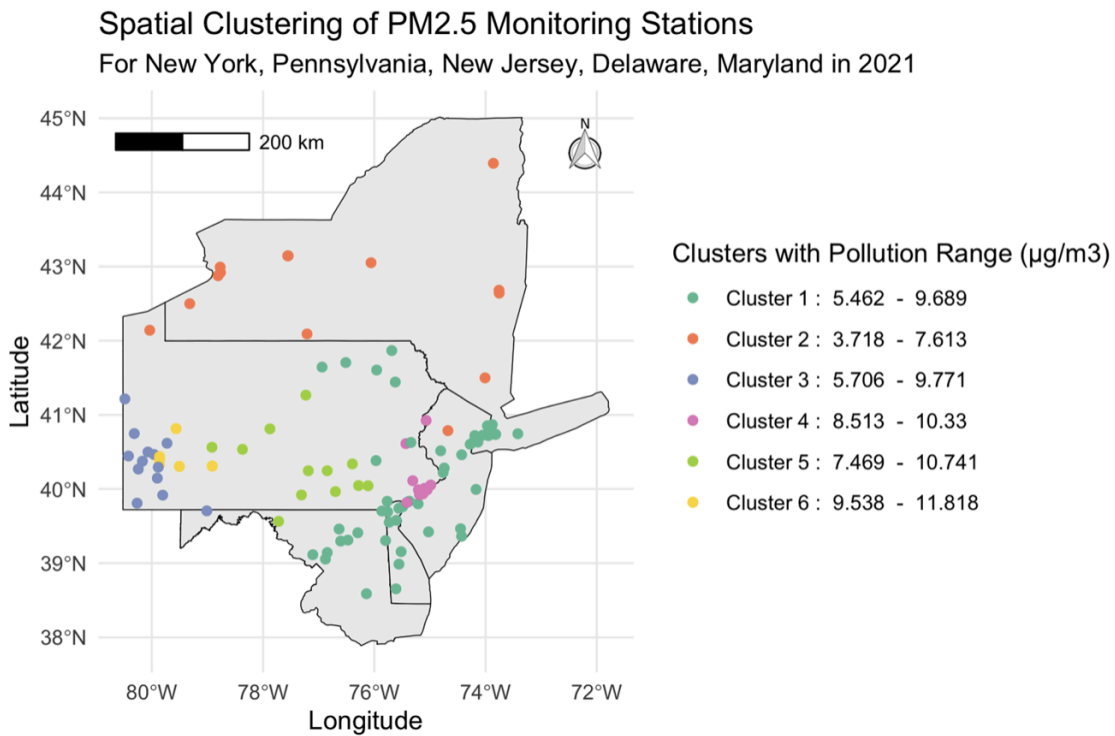 Spatial Clustering of PM2.5 Monitoring Stations
For New York, Pennsylvania, New Jersey, Delaware, Maryland in 2021
45°N
44°N
43°N
42°N
41°N
40°N
39°N
38°N
Latitude
200 km
N
80°W 78°W 76°W 74°W 72°W
Longitude
Clusters with Pollution Range (µg/m3)
Cluster 1 : 5.462 - 9.689
Cluster 2 : 3.718 - 7.613
Cluster 3 : 5.706 - 9.771
Cluster 4 : 8.513 - 10.33
Cluster 5 : 7.469 - 10.741
Cluster 6 : 9.538 - 11.818